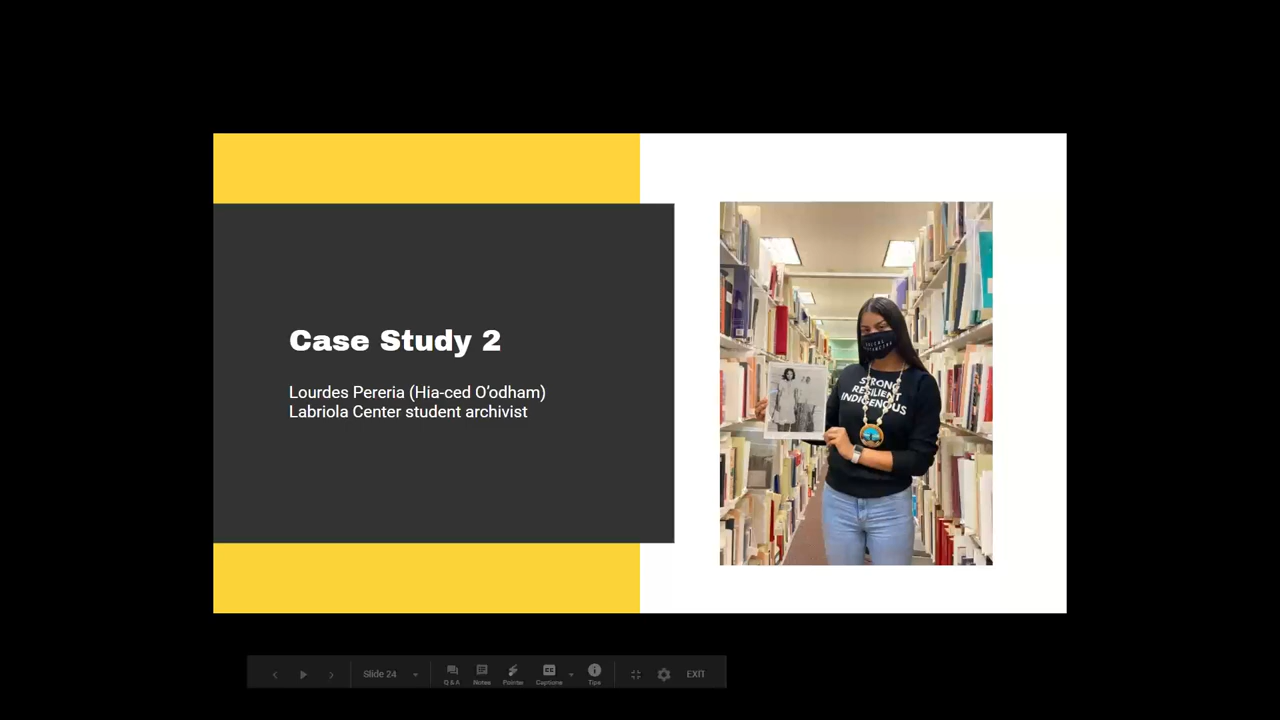 Case Study 2
Lourdes Pereria (Hia-ced O’odham)
Labriola Center student archivist
STRONG
RESILIENT
INDIGENOUS
Slide 24
Q & A
Notes
Pointer
Captions
Tips
EXIT